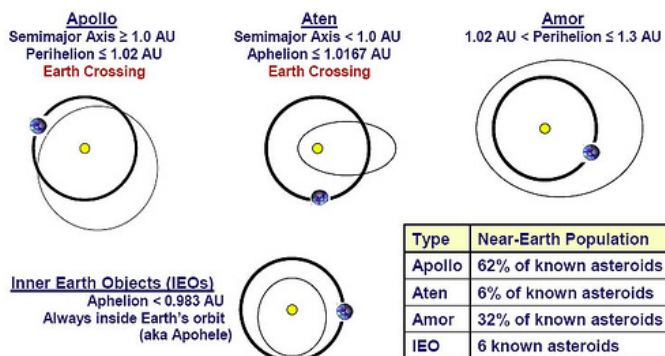 Apollo
Semimajor Axis ≥ 1.0 AU
Perihelion ≤ 1.02 AU
Earth Crossing
Aten
Semimajor Axis < 1.0 AU
Aphelion ≤ 1.0167 AU
Earth Crossing
Amor
1.02 AU < Perihelion ≤ 1.3 AU
Inner Earth Objects (IEOs)
Aphelion < 0.983 AU
Always inside Earth's orbit
(aka Apohele)
Type Near-Earth Population
Apollo 62% of known asteroids
Aten 6% of known asteroids
Amor 32% of known asteroids
IEO 6 known asteroids